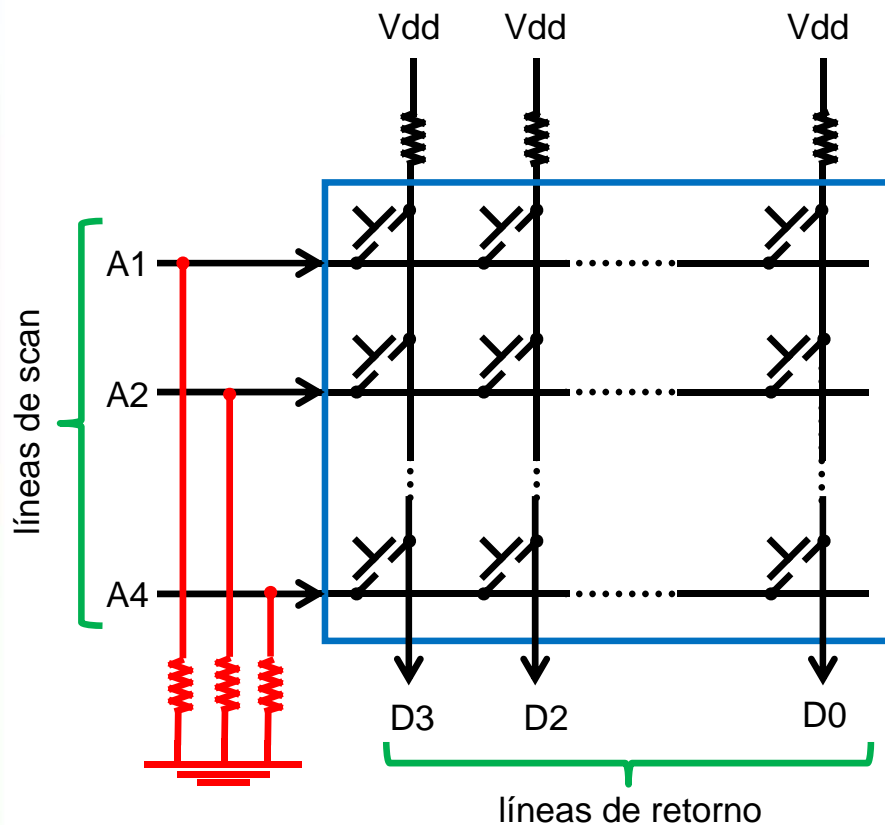 Vdd
Vdd
Vdd
A1
A2
A4
líneas de scan
D3
D2
D0
líneas de retorno